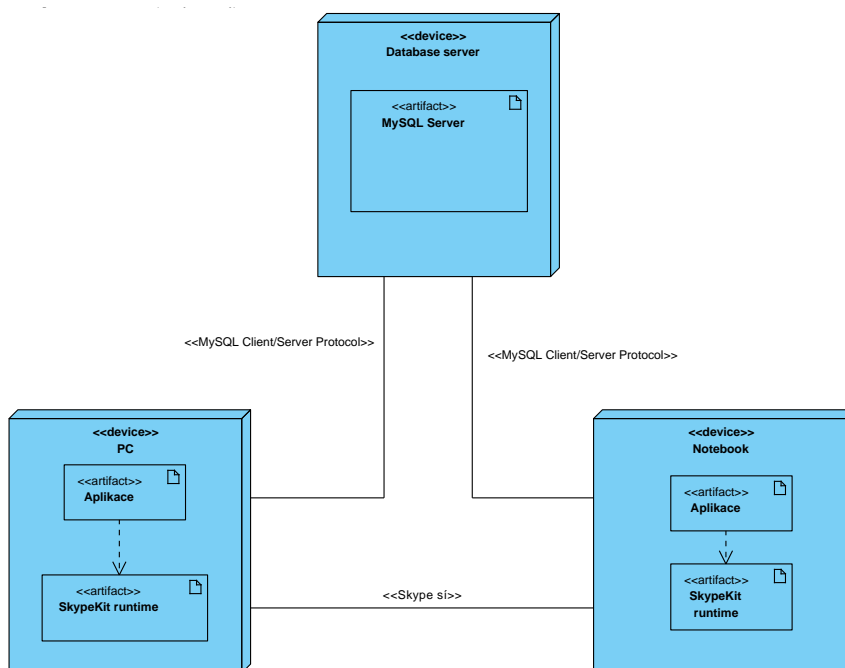 <<device>>
Database server
<<artifact>>
MySQL Server
<<MySQL Client/Server Protocol>>
<<MySQL Client/Server Protocol>>
<<device>>
PC
<<artifact>>
Aplikace
<<artifact>>
SkypeKit runtime
<<Skype sí>>
<<device>>
Notebook
<<artifact>>
Aplikace
<<artifact>>
SkypeKit
runtime